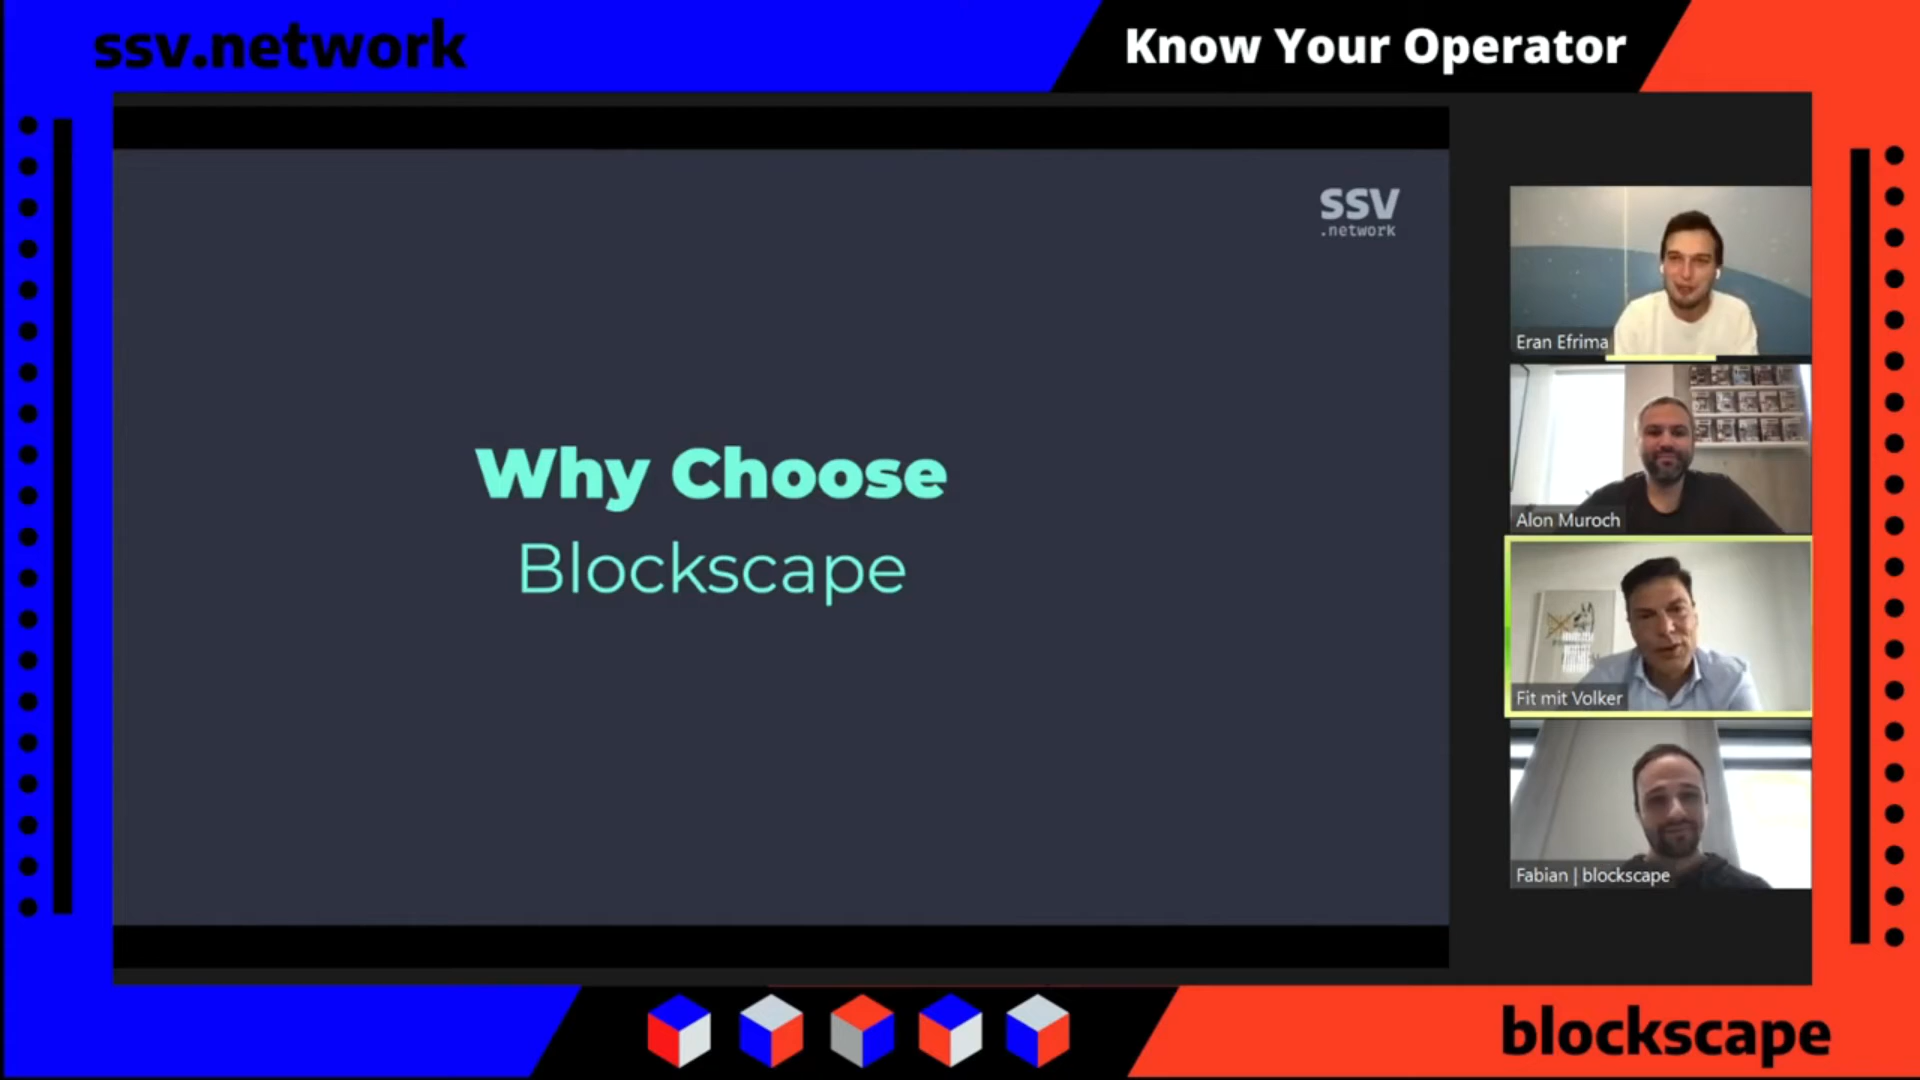 ssv.network
Know Your Operator
ssv
.network
Why Choose
Blockscape
Eran Efrima
Alon Muroch
Fit mit Volker
Fabian | blockscape
blockscape